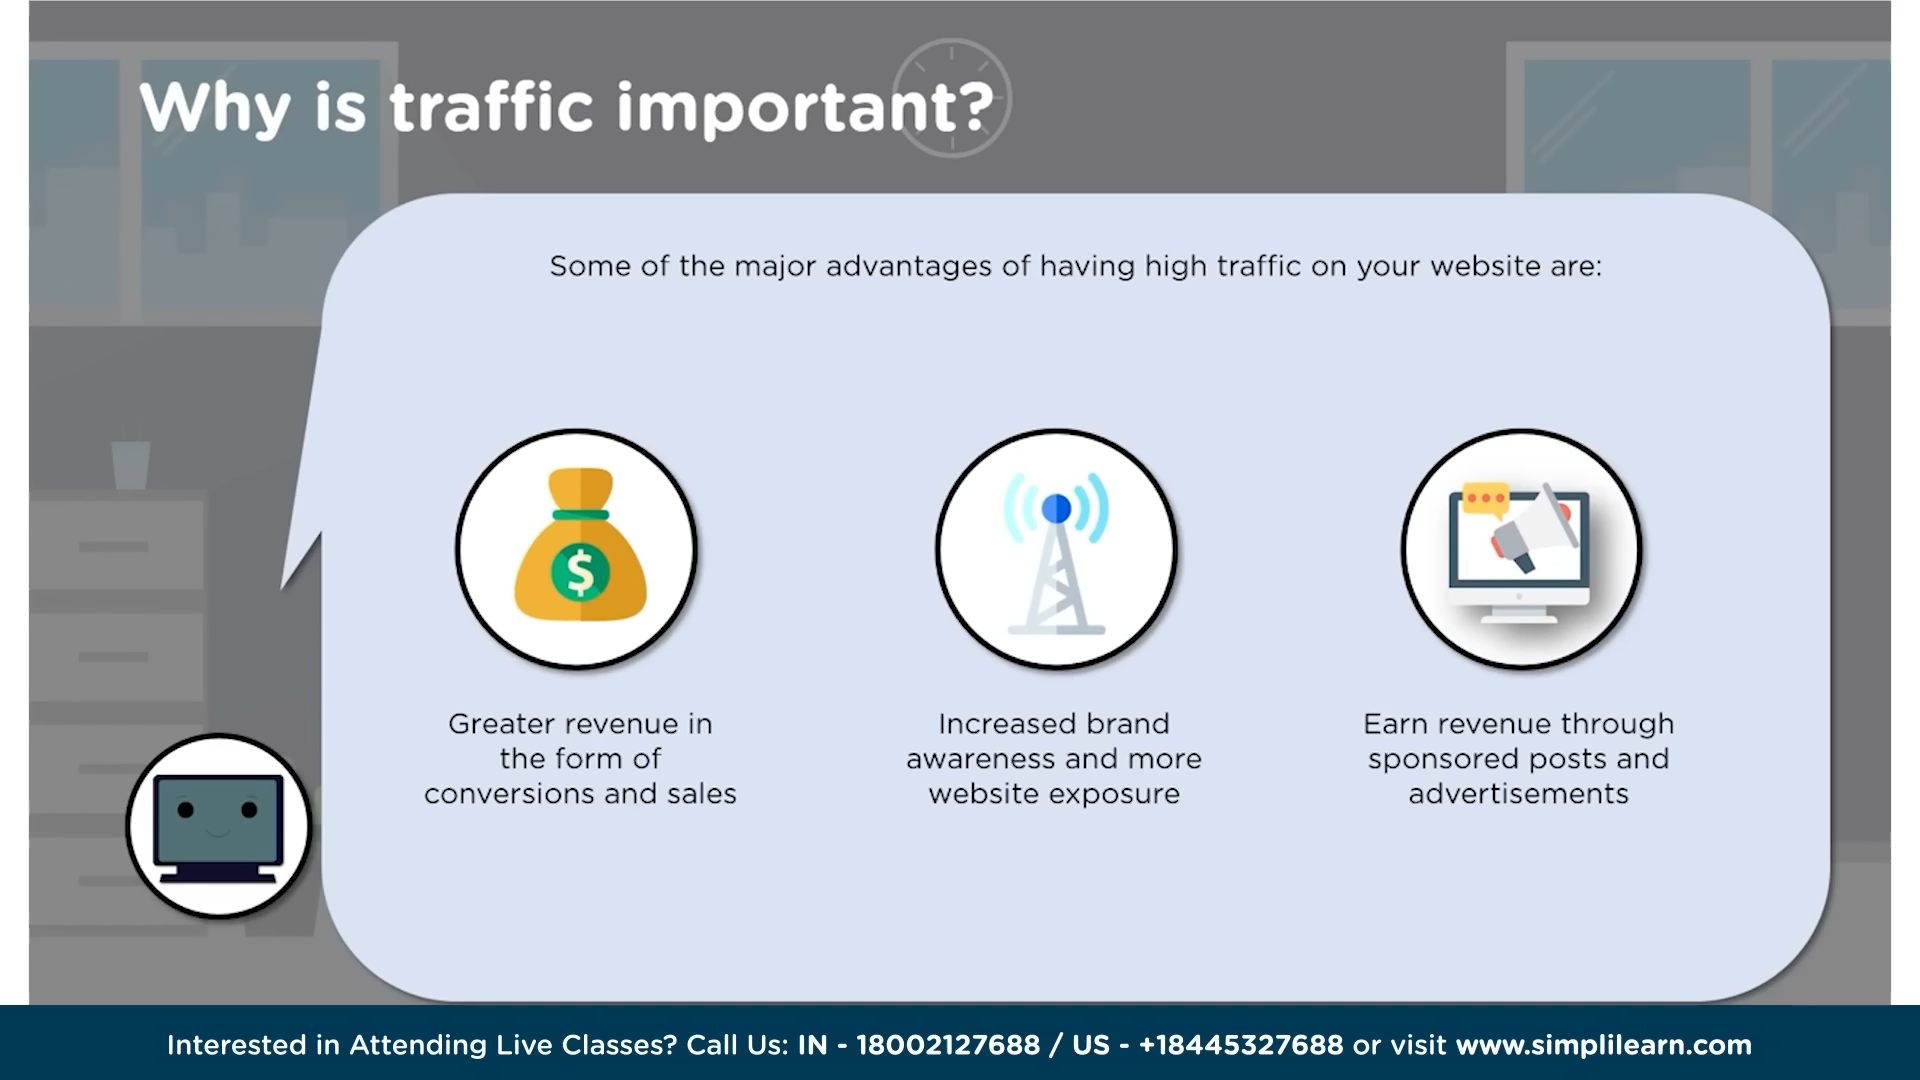 Why is traffic important?
Some of the major advantages of having high traffic on your website are:
$
Greater revenue in
the form of
conversions and sales
Increased brand
awareness and more
website exposure
Earn revenue through
sponsored posts and
advertisements
Interested in Attending Live Classes? Call Us: IN - 18002127688 / US - +18445327688 or visit www.simplilearn.com